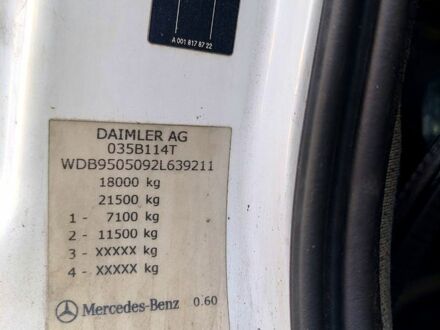 A 001 817 87 22
DAIMLER AG
035B114T
WDB9505092L639211
18000 kg
21500 kg
1 - 7100 kg
2 - 11500 kg
3 - XXXXX kg
4 - XXXXX kg
Mercedes-Benz 0.60